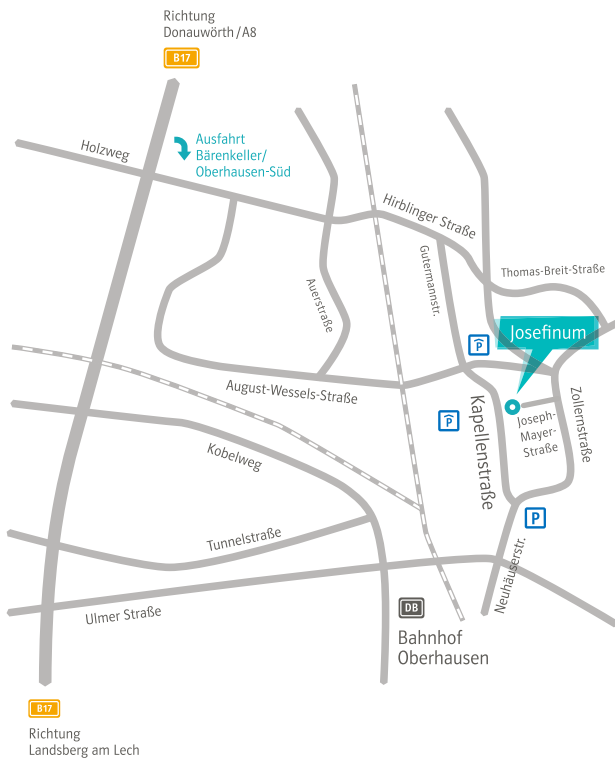 Richtung
Donauwörth/A8
B17
Holzweg
Ausfahrt
Bärenkeller/
Oberhausen-Süd
Hirblinger Straße
Gutermannstr.
Thomas-Breit-Straße
Auerstraße
Josefinum
P
August-Wessels-Straße
P
Kapellenstraße
Joseph-
Mayer-
Straße
Zollernstraße
Kobelweg
P
Tunnelstraße
Neuhäuserstr.
Ulmer Straße
DB
Bahnhof
Oberhausen
B17
Richtung
Landsberg am Lech